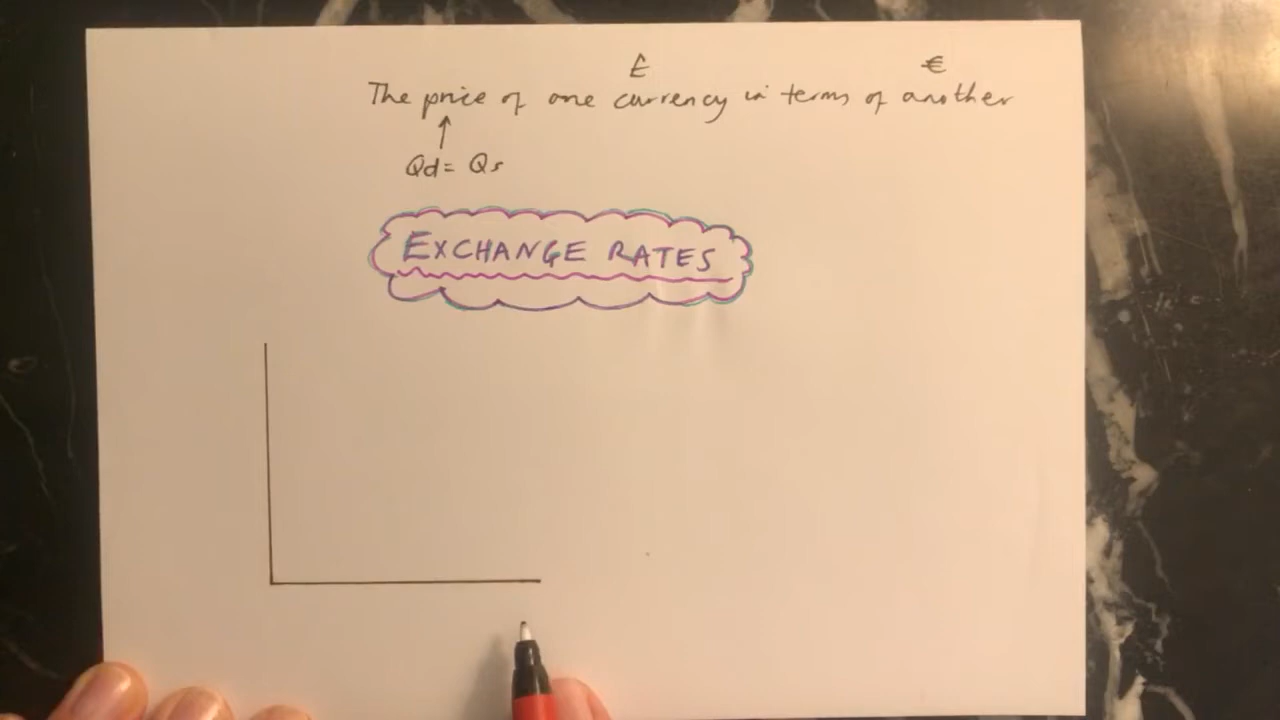 £ €
The price of one currency in terms of another
↑
Qd = Qs
EXCHANGE RATES